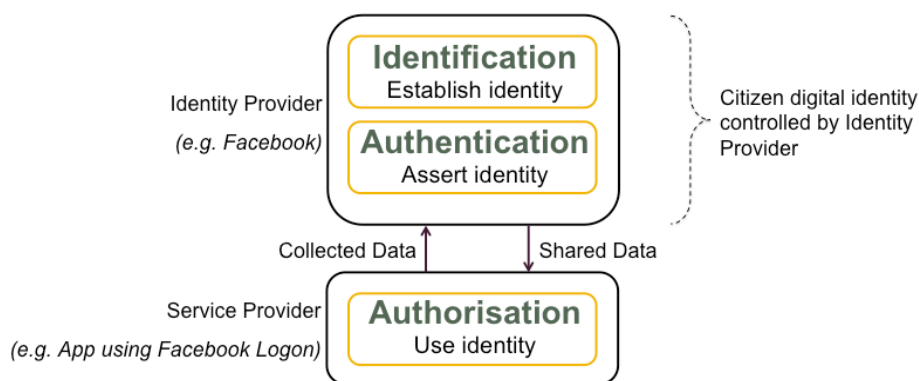 Identification
Establish identity
Identity Provider
(e.g. Facebook)
Authentication
Assert identity
Citizen digital identity
controlled by Identity
Provider
Collected Data
Shared Data
Service Provider
(e.g. App using Facebook Logon)
Authorisation
Use identity